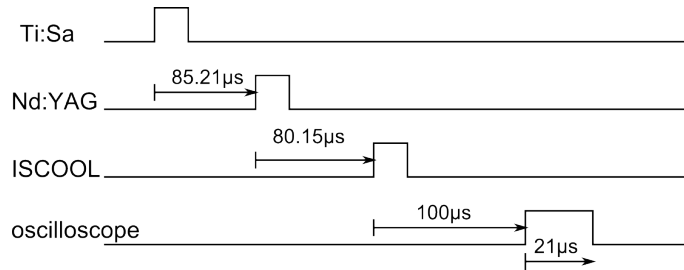 Ti:Sa
85.21μs
Nd:YAG
80.15μs
ISCOOL
100μs
oscilloscope
21μs